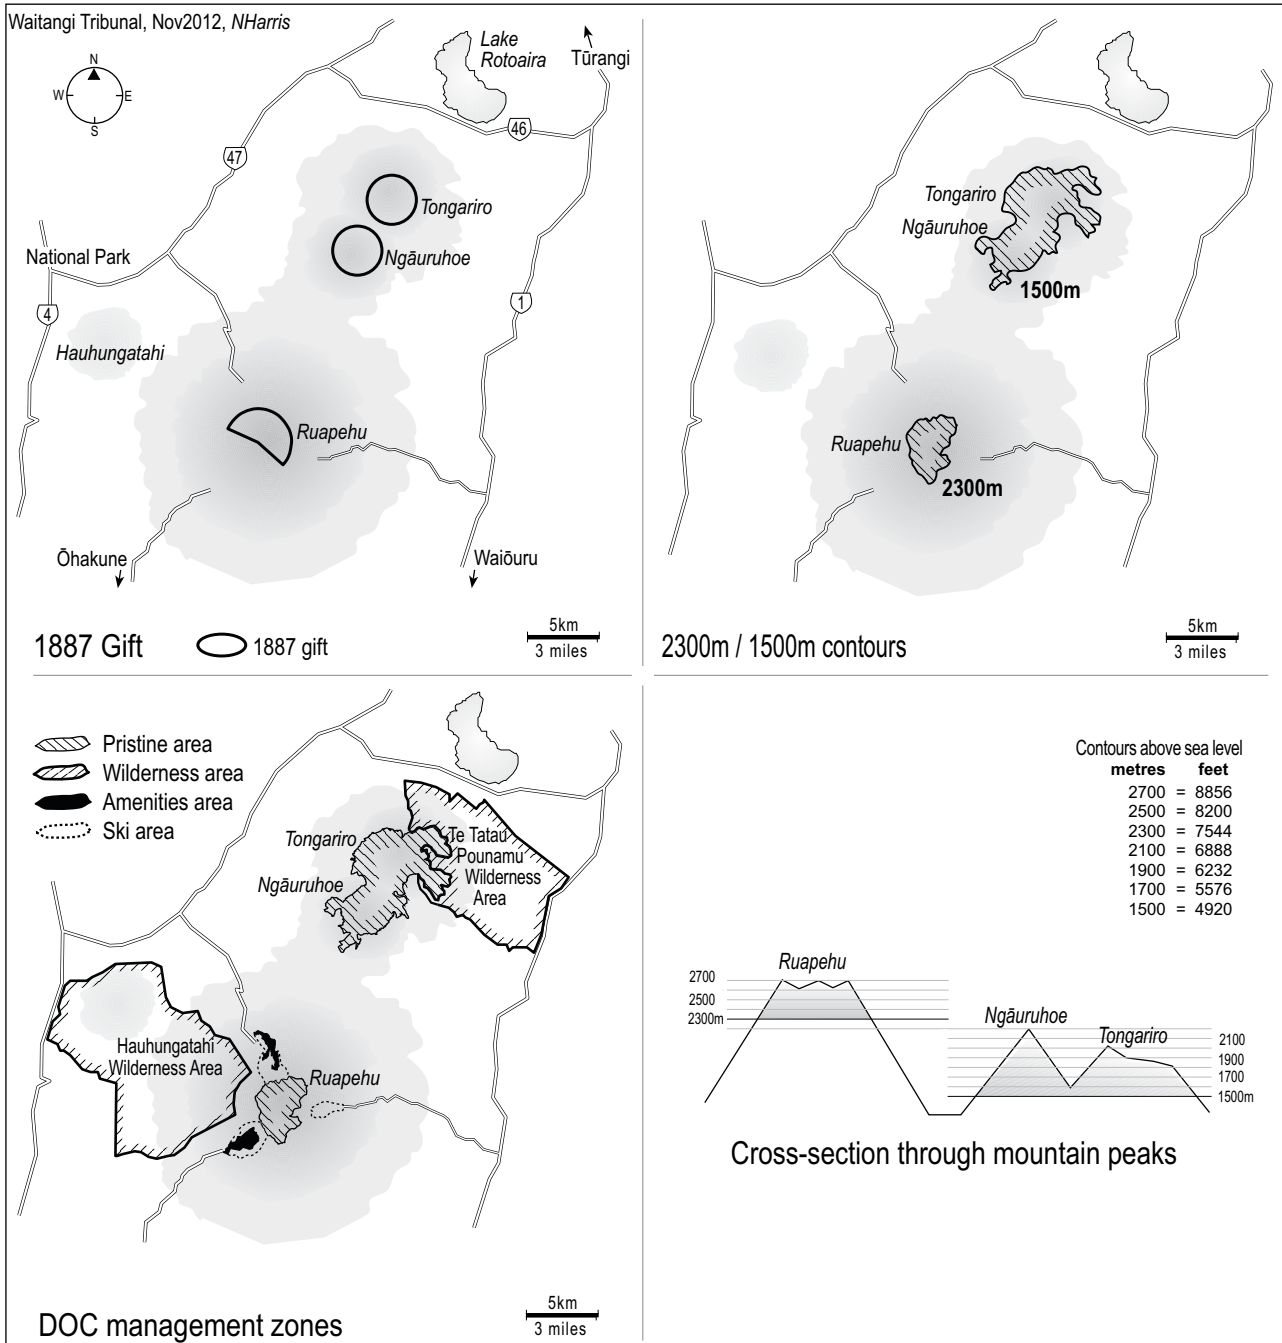 Waitangi Tribunal, Nov2012, NHarris
N
W
E
S
Lake
Rotoaira
Tūrangi
46
47
Tongariro
Ngāuruhoe
National Park
4
1
Hauhungatahi
Ruapehu
Ōhakune
Waiōuru
1887 Gift
1887 gift
5km
3 miles
Tongariro
Ngāuruhoe
1500m
Ruapehu
2300m
2300m / 1500m contours
5km
3 miles
Pristine area
Wilderness area
Amenities area
Ski area
Tongariro
Ngāuruhoe
Te Tatau
Pounamu
Wilderness
Area
Hauhungatahi
Wilderness Area
Ruapehu
DOC management zones
5km
3 miles
Contours above sea level
metres feet
2700 = 8856
2500 = 8200
2300 = 7544
2100 = 6888
1900 = 6232
1700 = 5576
1500 = 4920
Ruapehu
2700
2500
2300m
Ngāuruhoe
Tongariro
2100
1900
1700
1500m
Cross-section through mountain peaks